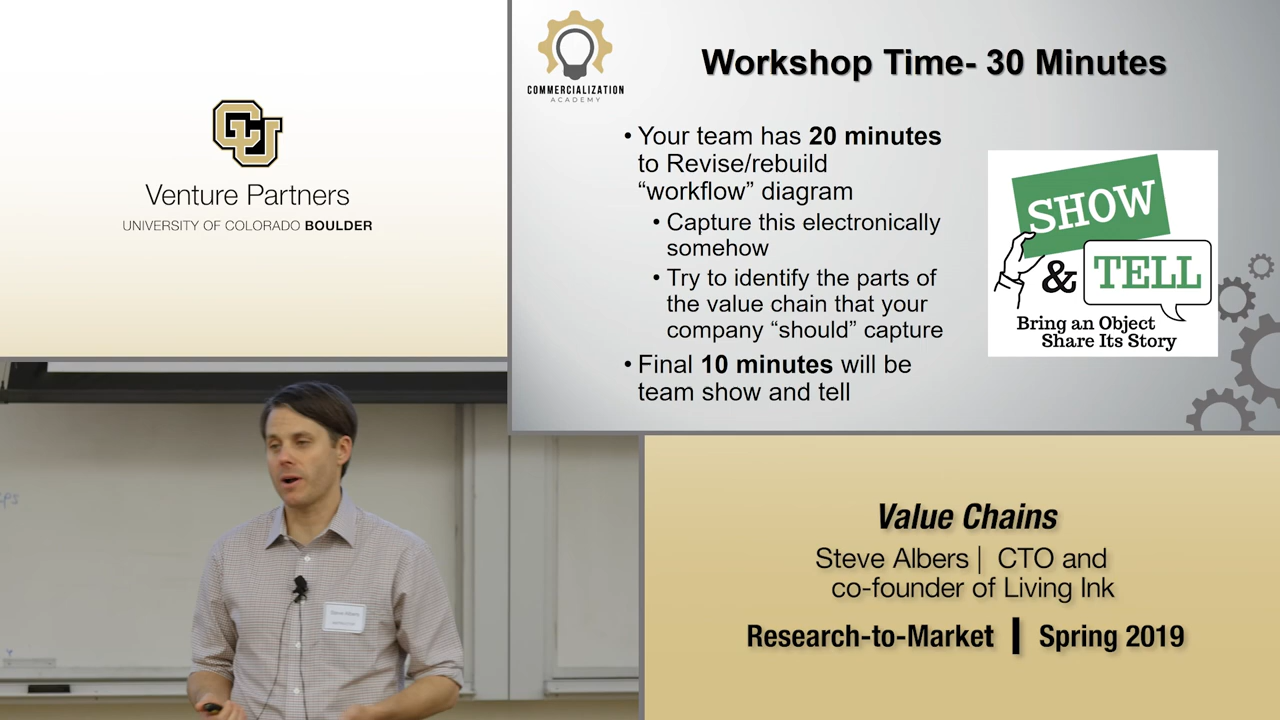 CU
Venture Partners
UNIVERSITY OF COLORADO BOULDER
COMMERCIALIZATION
ACADEMY
Workshop Time- 30 Minutes
• Your team has 20 minutes
to Revise/rebuild
“workflow” diagram
• Capture this electronically
somehow
• Try to identify the parts of
the value chain that your
company “should” capture
• Final 10 minutes will be
team show and tell
SHOW
& TELL
Bring an Object
Share Its Story
Steve Albers
Value Chains
Steve Albers | CTO and
co-founder of Living Ink
Research-to-Market | Spring 2019